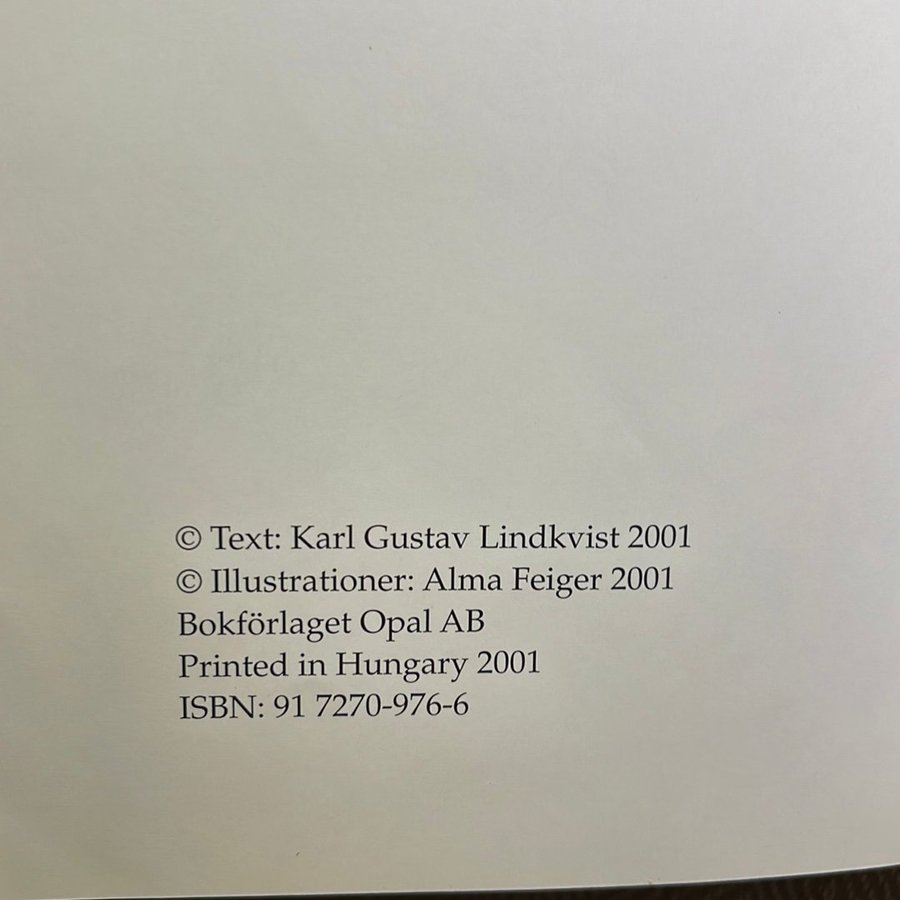 © Text: Karl Gustav Lindkvist 2001
© Illustrationer: Alma Feiger 2001
Bokförlaget Opal AB
Printed in Hungary 2001
ISBN: 91 7270-976-6